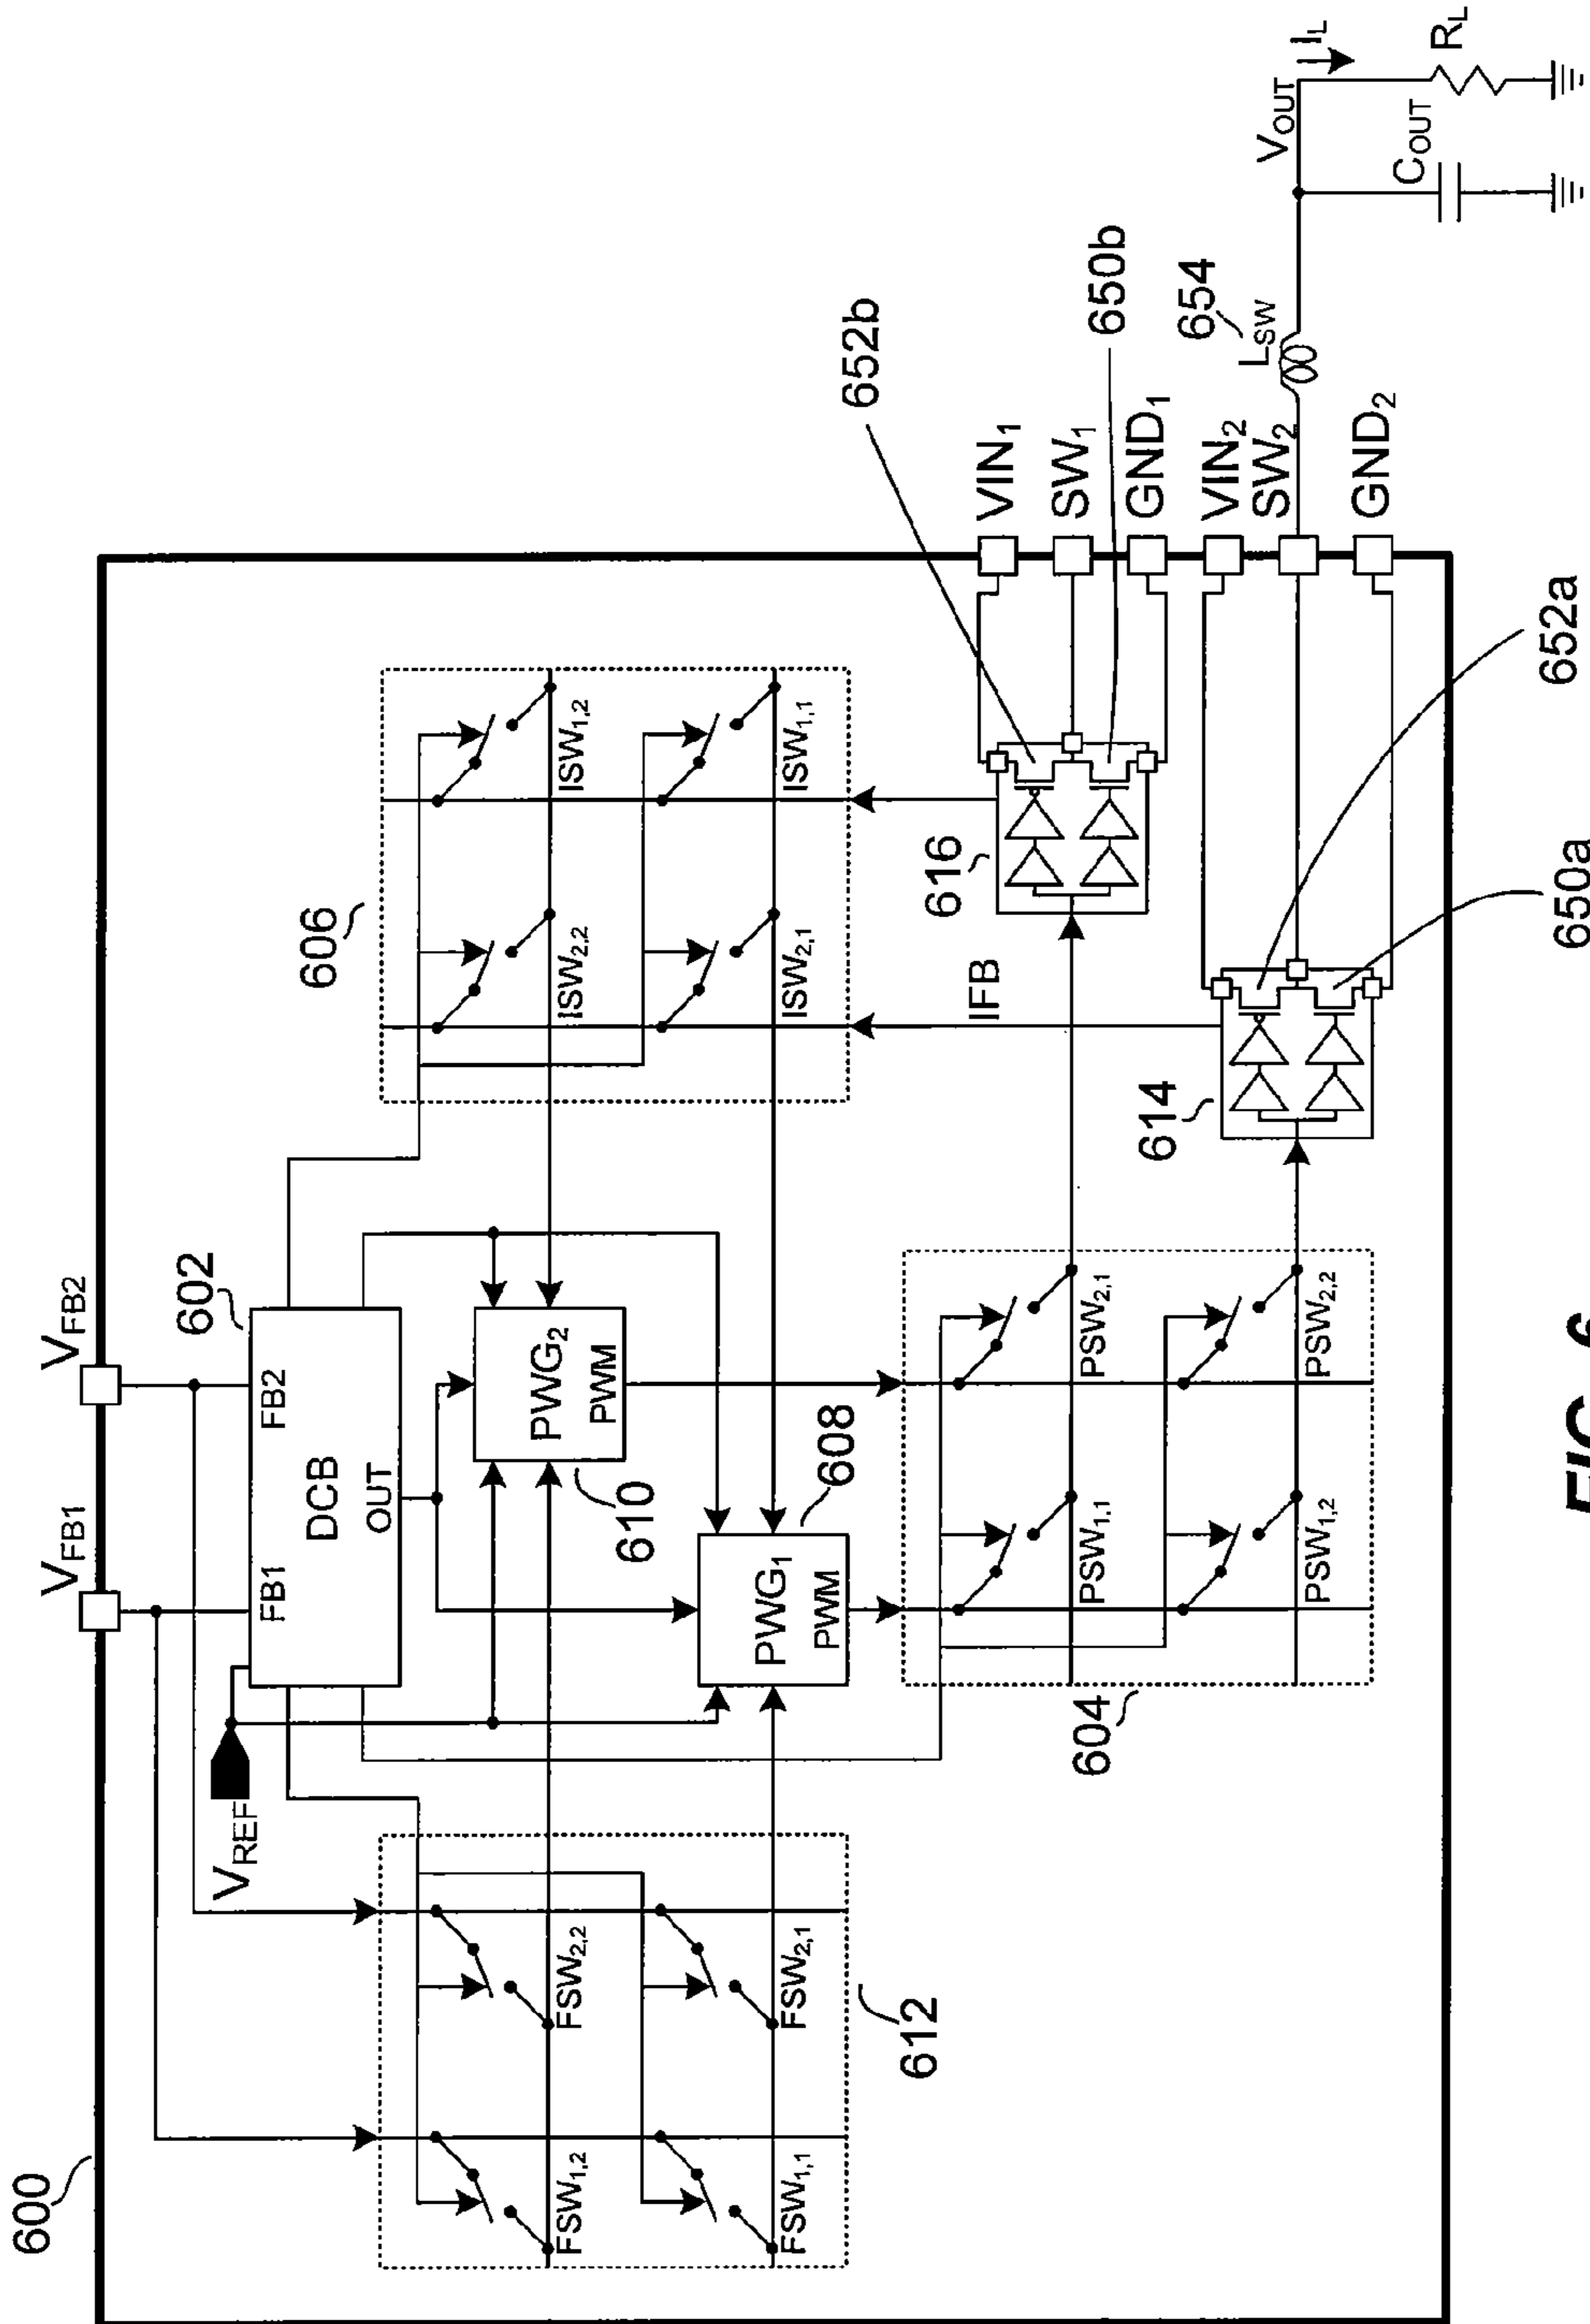 600
V_FB1
V_FB2
V_REF
602
FB1
FB2
DCB
OUT
606
ISW_2,2
ISW_1,2
ISW_2,1
ISW_1,1
FSW_1,2
FSW_2,2
FSW_1,1
FSW_2,1
612
PWG_2
PWM
610
PWG_1
PWM
608
604
PSW_1,1
PSW_2,1
PSW_1,2
PSW_2,2
IFB
616
614
652b
650b
652a
650a
VIN_1
SW_1
GND_1
VIN_2
SW_2
GND_2
654
L_SW
V_OUT
I_L
C_OUT
R_L
FIG. 6